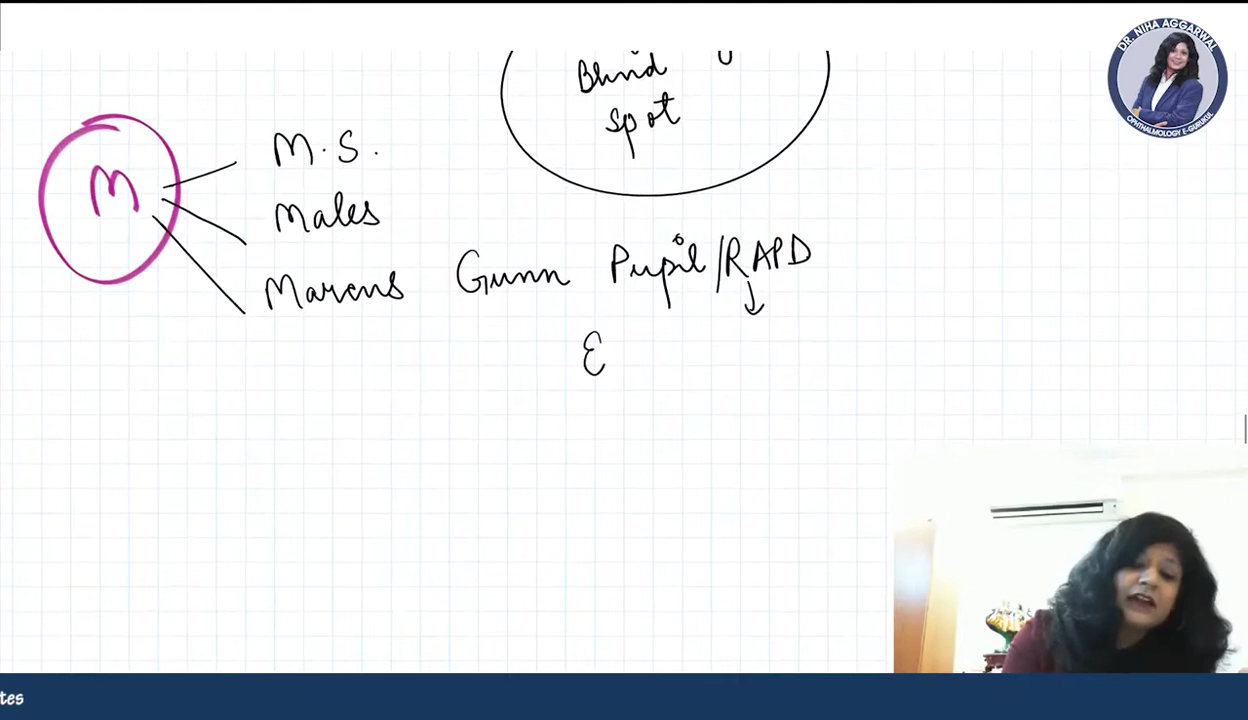 DR. NIHA AGGARWAL
OPHTHALMOLOGY E-GURUKUL
Blind
Spot
M
M.S.
Males
Marcus Gunn Pupil/RAPD
E
tes